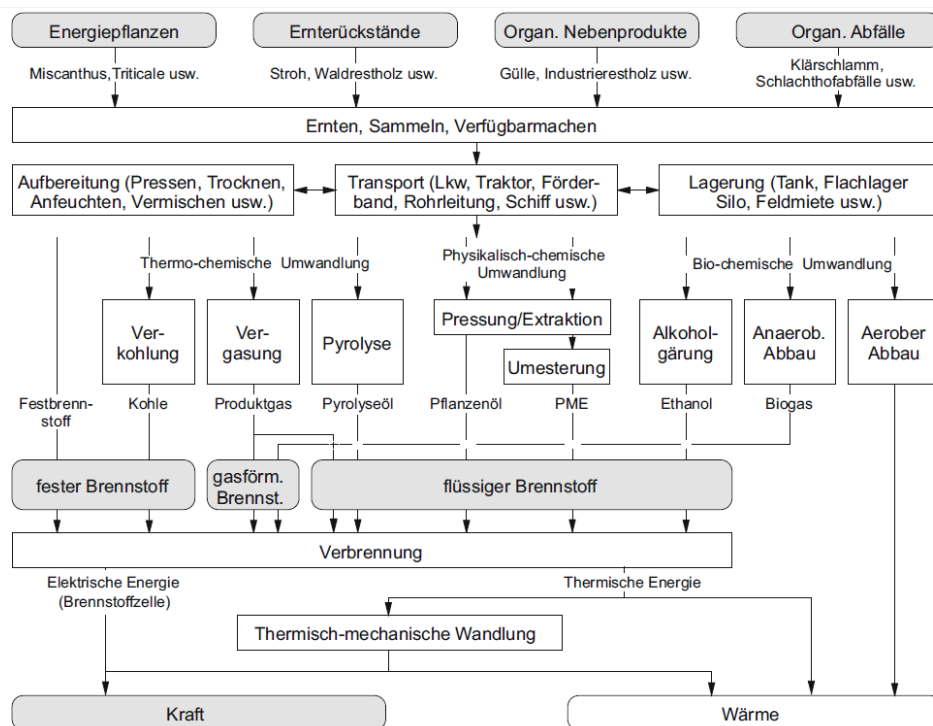 Energiepflanzen
Ernterückstände
Organ. Nebenprodukte
Organ. Abfälle
Miscanthus,Triticale usw.
Stroh, Waldrestholz usw.
Gülle, Industrierestholz usw.
Klärschlamm,
Schlachthofabfälle usw.
Ernten, Sammeln, Verfügbarmachen
Aufbereitung (Pressen, Trocknen,
Anfeuchten, Vermischen usw.)
Transport (Lkw, Traktor, Förder-
band, Rohrleitung, Schiff usw.)
Lagerung (Tank, Flachlager
Silo, Feldmiete usw.)
Thermo-chemische Umwandlung
Physikalisch-chemische
Umwandlung
Bio-chemische Umwandlung
Ver-
kohlung
Ver-
gasung
Pyrolyse
Pressung/Extraktion
Umesterung
Alkohol-
gärung
Anaerob.
Abbau
Aerober
Abbau
Festbrenn-
stoff
Kohle
Produktgas
Pyrolyseöl
Pflanzenöl
PME
Ethanol
Biogas
fester Brennstoff
gasförm.
Brennst.
flüssiger Brennstoff
Verbrennung
Elektrische Energie
(Brennstoffzelle)
Thermische Energie
Thermisch-mechanische Wandlung
Kraft
Wärme